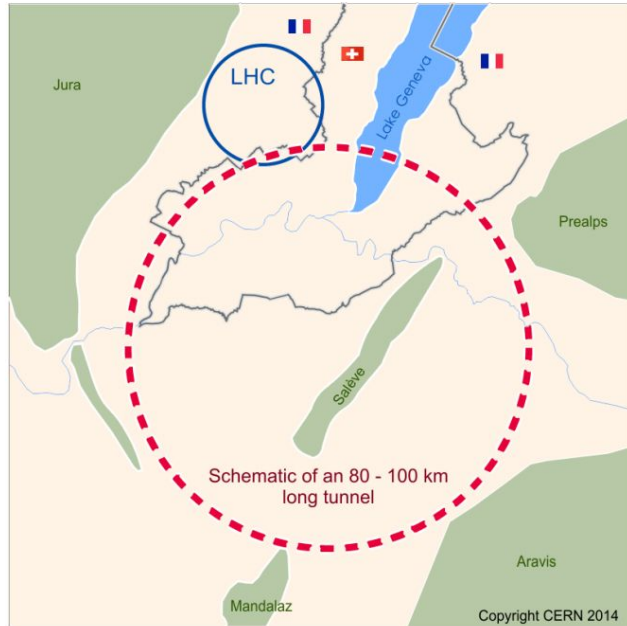 LHC
Jura
Lake Geneva
Prealps
Salève
Schematic of an 80 - 100 km
long tunnel
Aravis
Mandalaz
Copyright CERN 2014